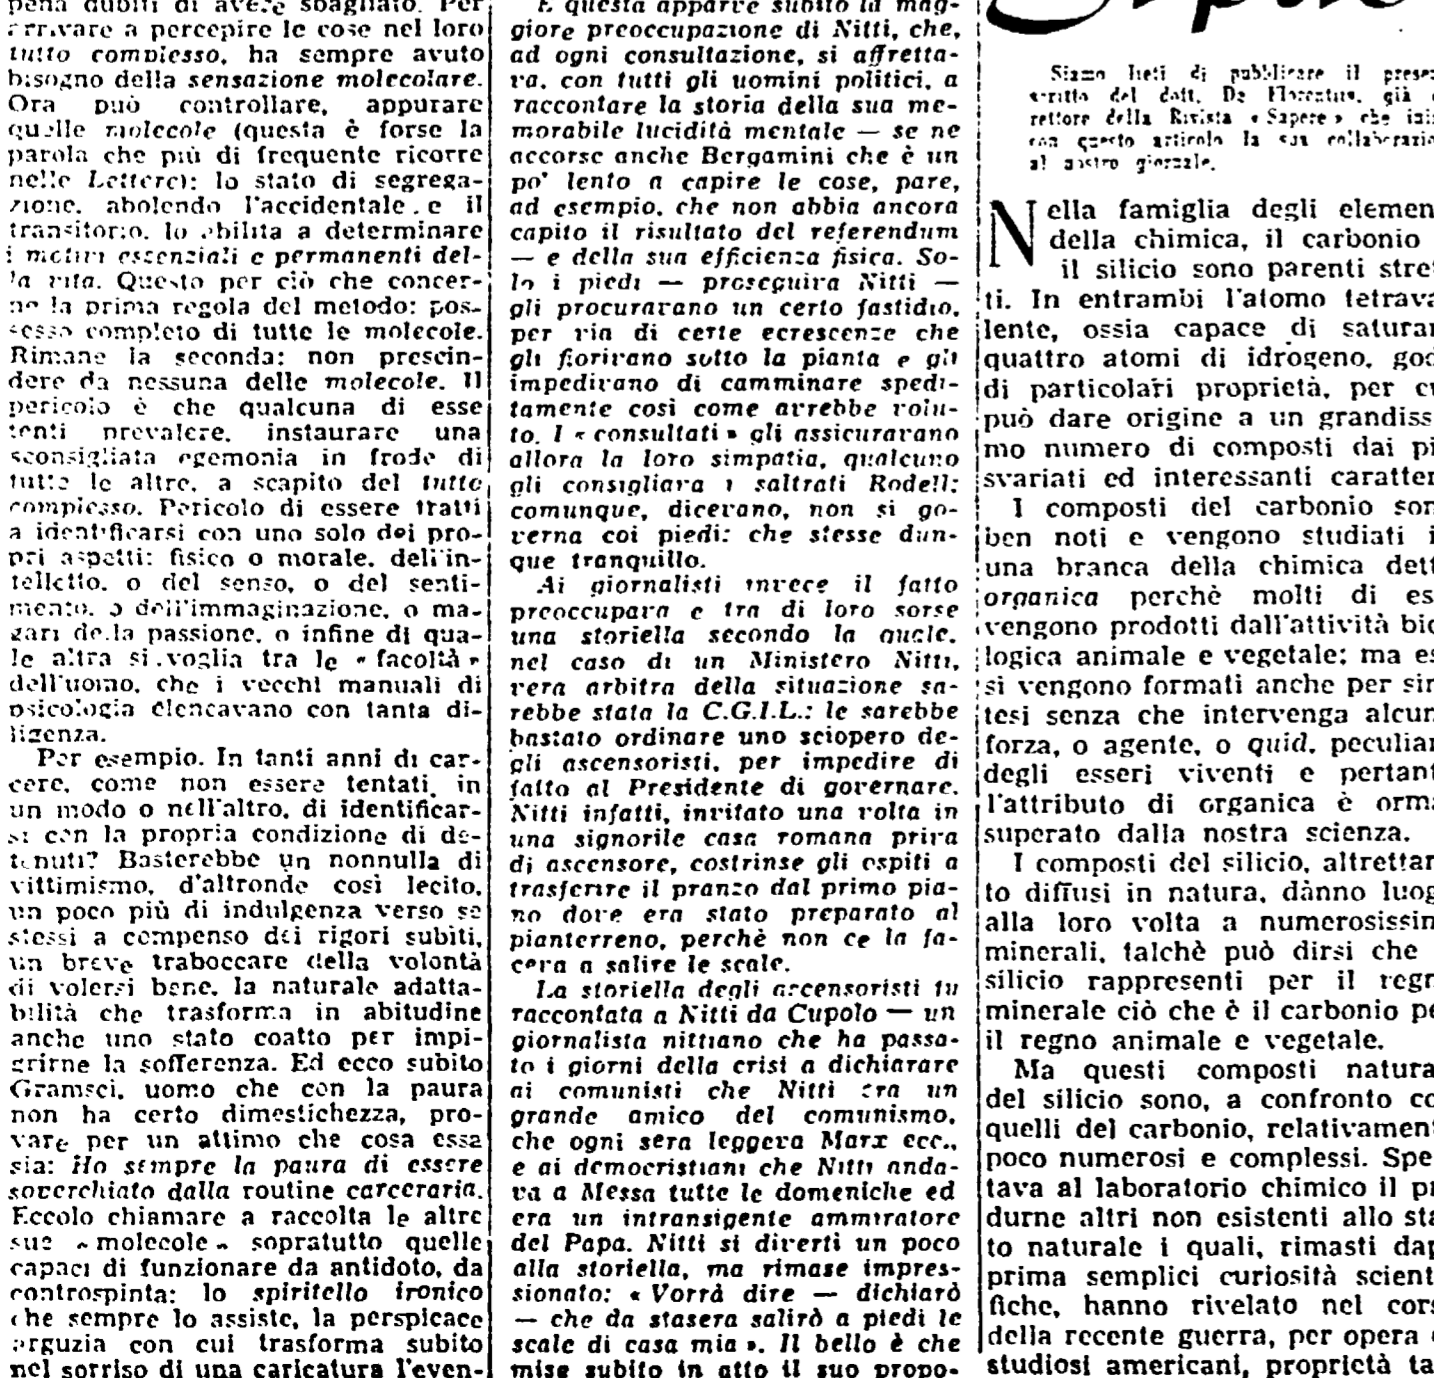 pena dubiti di avere sbagliato. Per
arrivare a percepire le cose nel loro
tutto complesso, ha sempre avuto
bisogno della sensazione molecolare.
Ora può controllare, appurare
quelle molecole (questa è forse la
parola che più di frequente ricorre
nelle Lettere): lo stato di segrega-
zione, abolendo l'accidentale e il
transitorio, lo abilita a determinare
i motivi essenziali e permanenti del-
la vita. Questo per ciò che concer-
ne la prima regola del metodo: pos-
sesso completo di tutte le molecole.
Rimane la seconda: non prescin-
dere da nessuna delle molecole. Il
pericolo è che qualcuna di esse
tenti prevalere, instaurare una
sconsigliata egemonia in frode di
tutte le altre, a scapito del tutto
complesso. Pericolo di essere tratti
a identificarsi con uno solo dei pro-
pri aspetti: fisico o morale, dell'in-
telletto, o del senso, o del senti-
mento, o dell'immaginazione, o ma-
gari della passione, o infine di qua-
le altra si voglia tra le « facoltà »
dell'uomo, che i vecchi manuali di
psicologia elencavano con tanta di-
ligenza.
Per esempio. In tanti anni di car-
cere, come non essere tentati, in
un modo o nell'altro, di identificar-
si con la propria condizione di de-
tenuti? Basterebbe un nonnulla di
vittimismo, d'altronde così lecito,
un poco più di indulgenza verso se
stessi a compenso dei rigori subiti,
un breve traboccare della volontà
di volersi bene, la naturale adatta-
bilità che trasforma in abitudine
anche uno stato coatto per impi-
grirne la sofferenza. Ed ecco subito
Gramsci, uomo che con la paura
non ha certo dimestichezza, pro-
vare per un attimo che cosa essa
sia: Ho sempre la paura di essere
soverchiato dalla routine carceraria.
Eccolo chiamare a raccolta le altre
sue « molecole » sopratutto quelle
capaci di funzionare da antidoto, da
controspinta: lo spiritello ironico
che sempre lo assiste, la perspicace
arguzia con cui trasforma subito
nel sorriso di una caricatura l'even-
E questa apparve subito la mag-
giore preoccupazione di Nitti, che,
ad ogni consultazione, si affretta-
va, con tutti gli uomini politici, a
raccontare la storia della sua me-
morabile lucidità mentale — se ne
accorse anche Bergamini che è un
po' lento a capire le cose, pare,
ad esempio, che non abbia ancora
capito il risultato del referendum
— e della sua efficienza fisica. So-
lo i piedi — proseguiva Nitti —
gli procuravano un certo fastidio,
per via di certe ecrescenze che
gli fiorivano sotto la pianta e gli
impedivano di camminare spedi-
tamente così come avrebbe volu-
to. I « consultati » gli assicuravano
allora la loro simpatia, qualcuno
gli consigliava i saltrati Rodell:
comunque, dicevano, non si go-
verna coi piedi: che stesse dun-
que tranquillo.
Ai giornalisti invece il fatto
preoccupava e tra di loro sorse
una storiella secondo la quale,
nel caso di un Ministero Nitti,
vera arbitra della situazione sa-
rebbe stata la C.G.I.L.: le sarebbe
bastato ordinare uno sciopero de-
gli ascensoristi, per impedire di
fatto al Presidente di governare.
Nitti infatti, invitato una volta in
una signorile casa romana priva
di ascensore, costrinse gli ospiti a
trasferire il pranzo dal primo pia-
no dove era stato preparato al
pianterreno, perchè non ce la fa-
ceva a salire le scale.
La storiella degli ascensoristi fu
raccontata a Nitti da Cupolo — un
giornalista nittiano che ha passa-
to i giorni della crisi a dichiarare
ai comunisti che Nitti era un
grande amico del comunismo,
che ogni sera leggeva Marx ecc.,
e ai democristiani che Nitti anda-
va a Messa tutte le domeniche ed
era un intransigente ammiratore
del Papa. Nitti si divertì un poco
alla storiella, ma rimase impres-
sionato: « Vorrà dire — dichiarò
— che da stasera salirò a piedi le
scale di casa mia ». Il bello è che
mise subito in atto il suo propo-
Siamo lieti di pubblicare il prese
scritto del dott. De Florentiis, già
rettore della Rivista « Sapere » che iniz
con questo articolo la sua collaborazio
al nostro giornale.
Nella famiglia degli elemen
della chimica, il carbonio
il silicio sono parenti stret
ti. In entrambi l'atomo tetrava
lente, ossia capace di saturar
quattro atomi di idrogeno, god
di particolari proprietà, per cu
può dare origine a un grandiss
mo numero di composti dai pi
svariati ed interessanti caratter
I composti del carbonio son
ben noti e vengono studiati i
una branca della chimica dett
organica perchè molti di es
vengono prodotti dall'attività bio
logica animale e vegetale: ma es
si vengono formati anche per sin
tesi senza che intervenga alcun
forza, o agente, o quid, peculiar
degli esseri viventi e pertant
l'attributo di organica è orma
superato dalla nostra scienza.
I composti del silicio, altrettan
to diffusi in natura, dànno luog
alla loro volta a numerosissim
minerali, talchè può dirsi che
silicio rappresenti per il regn
minerale ciò che è il carbonio pe
il regno animale e vegetale.
Ma questi composti natura
del silicio sono, a confronto co
quelli del carbonio, relativament
poco numerosi e complessi. Spet
tava al laboratorio chimico il pr
durne altri non esistenti allo sta
to naturale i quali, rimasti dap
prima semplici curiosità scient
fiche, hanno rivelato nel cors
della recente guerra, per opera
studiosi americani, proprietà ta